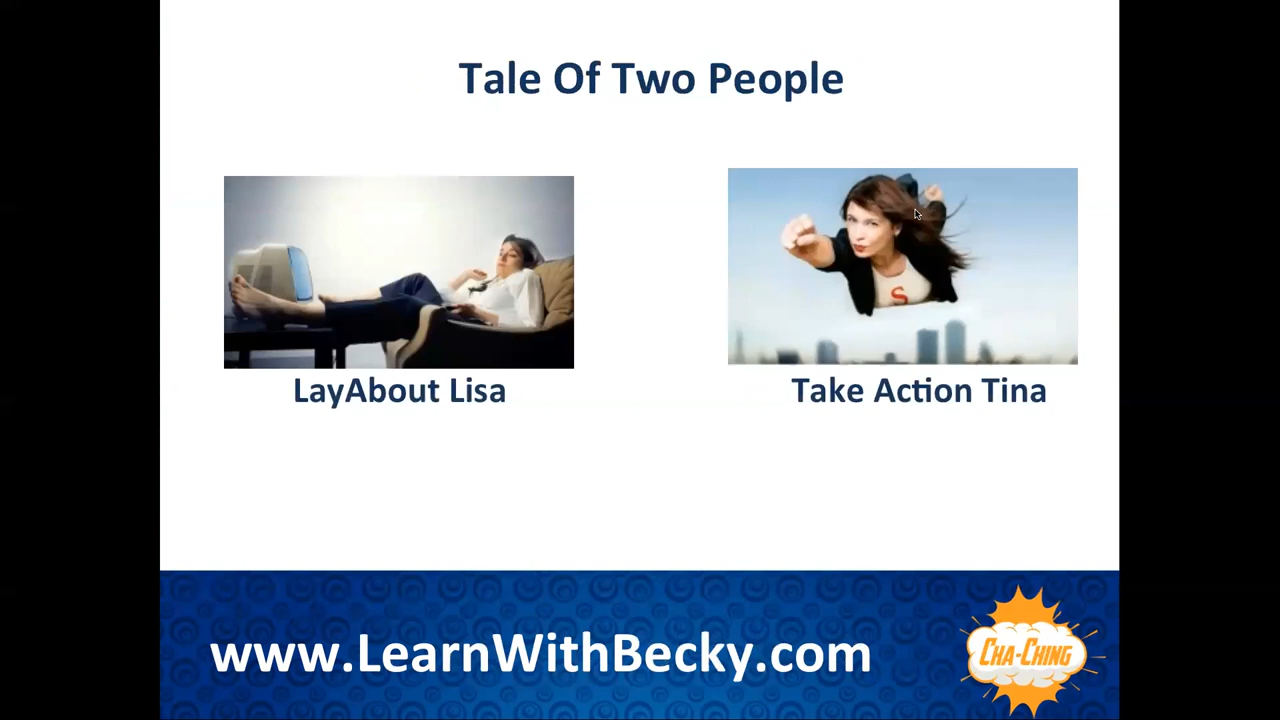 Tale Of Two People
S
LayAbout Lisa
Take Action Tina
www.LearnWithBecky.com
CHA-CHING